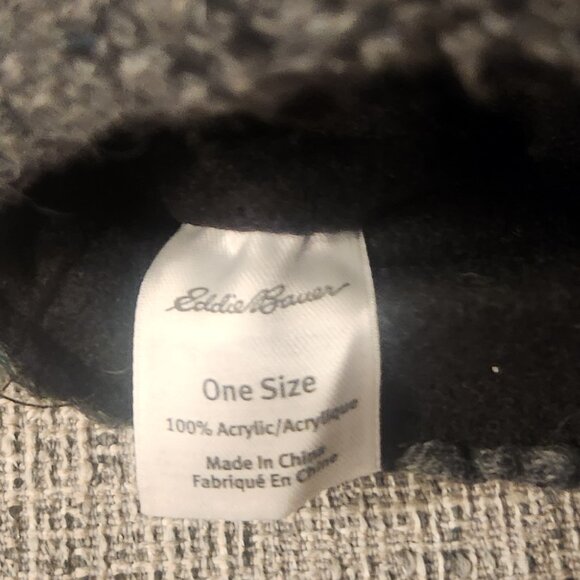 Eddie Bauer
One Size
100% Acrylic/Acrylique
Made In China
Fabriqué En Chine